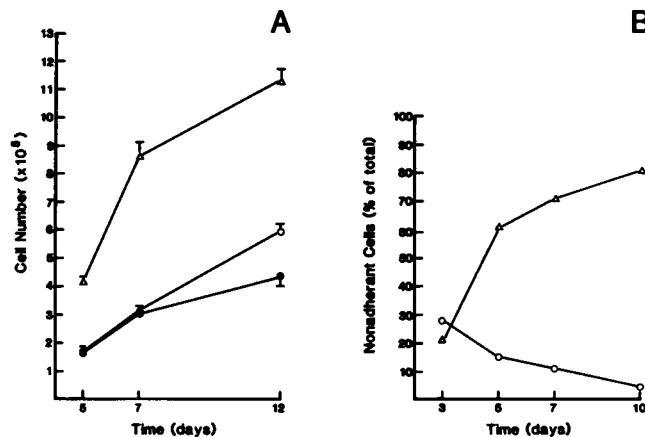 A
13
12
11
10
9
8
7
6
5
4
3
2
1
Cell Number (x10⁵)
5 7 12
Time (days)
B
100
90
80
70
60
50
40
30
20
10
Nonadherant Cells (% of total)
3 5 7 10
Time (days)